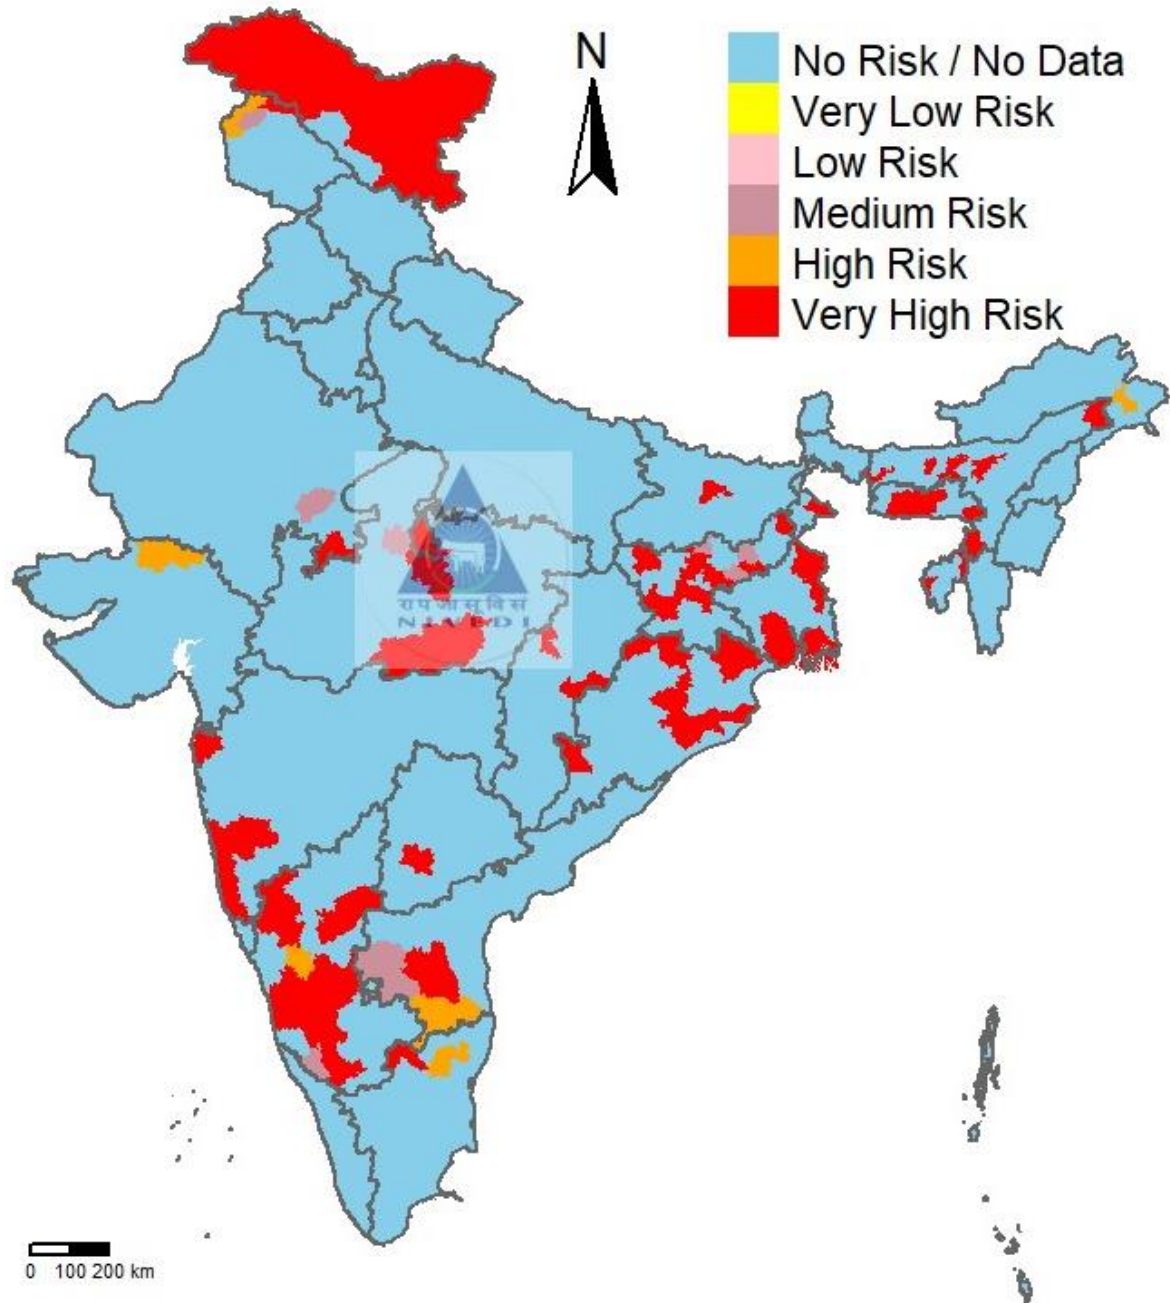 N
No Risk / No Data
Very Low Risk
Low Risk
Medium Risk
High Risk
Very High Risk
NIVEDI
0 100 200 km